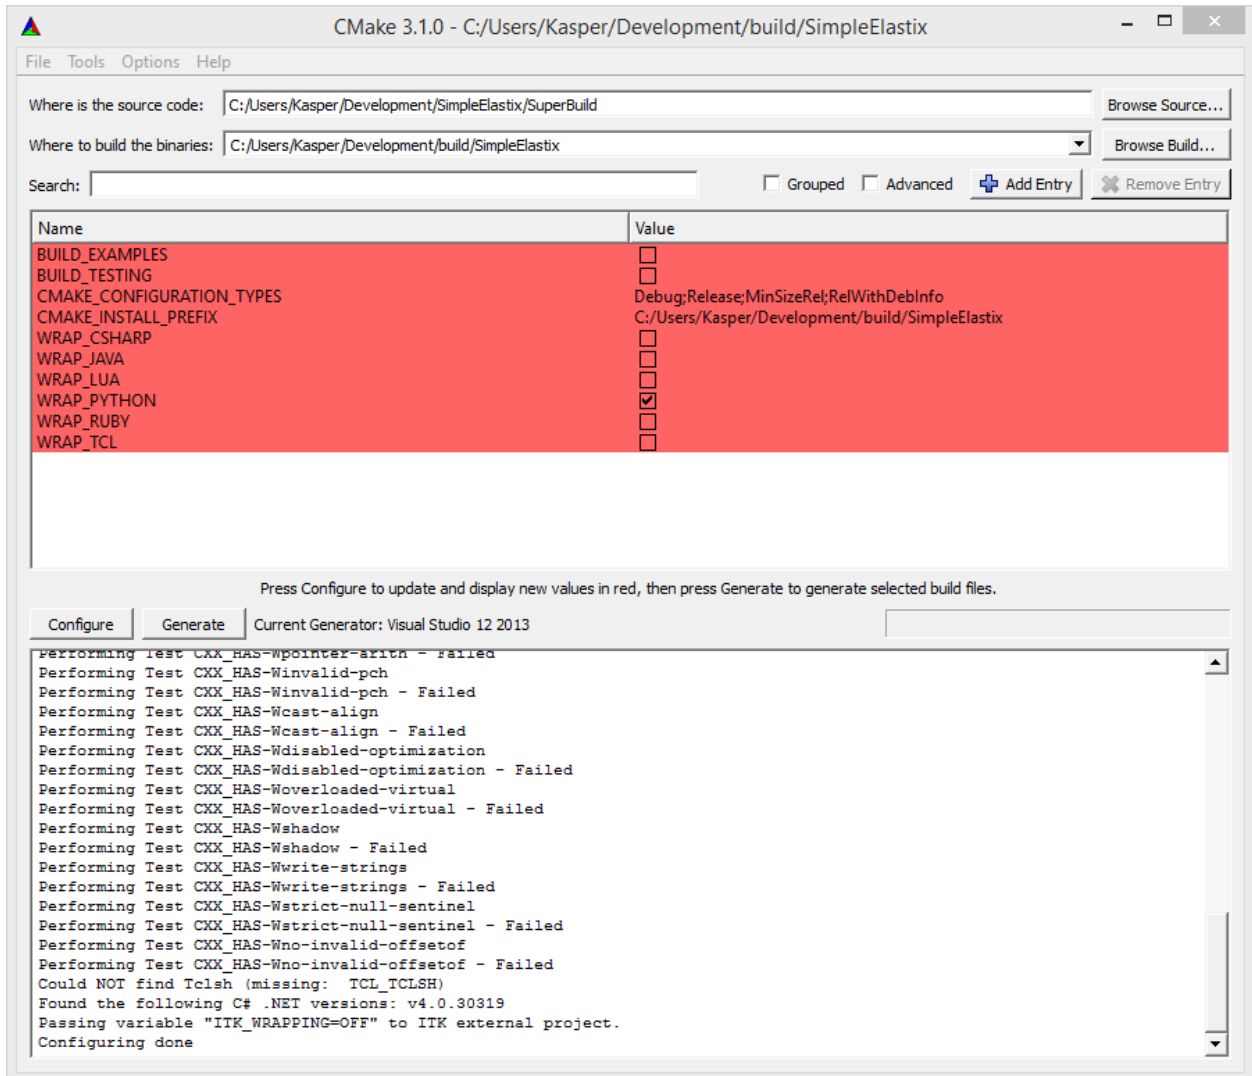 CMake 3.1.0 - C:/Users/Kasper/Development/build/SimpleElastix
File Tools Options Help
Where is the source code: C:/Users/Kasper/Development/SimpleElastix/SuperBuild Browse Source...
Where to build the binaries: C:/Users/Kasper/Development/build/SimpleElastix Browse Build...
Search: Grouped Advanced Add Entry Remove Entry
Name Value
BUILD_EXAMPLES
BUILD_TESTING
CMAKE_CONFIGURATION_TYPES Debug;Release;MinSizeRel;RelWithDebInfo
CMAKE_INSTALL_PREFIX C:/Users/Kasper/Development/build/SimpleElastix
WRAP_CSHARP
WRAP_JAVA
WRAP_LUA
WRAP_PYTHON
WRAP_RUBY
WRAP_TCL
Press Configure to update and display new values in red, then press Generate to generate selected build files.
Configure Generate Current Generator: Visual Studio 12 2013
Performing Test CXX_HAS-Wpointer-arith - Failed
Performing Test CXX_HAS-Winvalid-pch
Performing Test CXX_HAS-Winvalid-pch - Failed
Performing Test CXX_HAS-Wcast-align
Performing Test CXX_HAS-Wcast-align - Failed
Performing Test CXX_HAS-Wdisabled-optimization
Performing Test CXX_HAS-Wdisabled-optimization - Failed
Performing Test CXX_HAS-Woverloaded-virtual
Performing Test CXX_HAS-Woverloaded-virtual - Failed
Performing Test CXX_HAS-Wshadow
Performing Test CXX_HAS-Wshadow - Failed
Performing Test CXX_HAS-Wwrite-strings
Performing Test CXX_HAS-Wwrite-strings - Failed
Performing Test CXX_HAS-Wstrict-null-sentinel
Performing Test CXX_HAS-Wstrict-null-sentinel - Failed
Performing Test CXX_HAS-Wno-invalid-offsetof
Performing Test CXX_HAS-Wno-invalid-offsetof - Failed
Could NOT find Tclsh (missing:  TCL_TCLSH)
Found the following C# .NET versions: v4.0.30319
Passing variable "ITK_WRAPPING=OFF" to ITK external project.
Configuring done